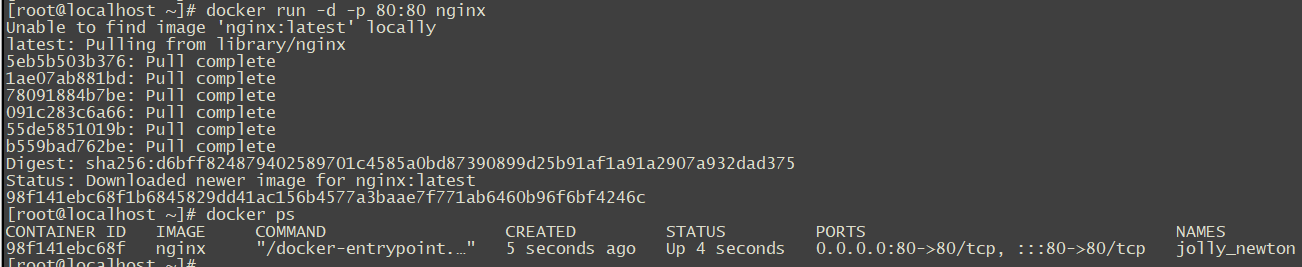 [root@localhost ~]# docker run -d -p 80:80 nginx
Unable to find image 'nginx:latest' locally
latest: Pulling from library/nginx
5eb5b503b376: Pull complete
1ae07ab881bd: Pull complete
78091884b7be: Pull complete
091c283c6a66: Pull complete
55de5851019b: Pull complete
b559bad762be: Pull complete
Digest: sha256:d6bff824879402589701c4585a0bd87390899d25b91af1a91a2907a932dad375
Status: Downloaded newer image for nginx:latest
98f141ebc68f1b6845829dd41ac156b4577a3baae7f771ab6460b96f6bf4246c
[root@localhost ~]# docker ps
CONTAINER ID   IMAGE     COMMAND                  CREATED         STATUS         PORTS                               NAMES
98f141ebc68f   nginx     "/docker-entrypoint.…"   5 seconds ago   Up 4 seconds   0.0.0.0:80->80/tcp, :::80->80/tcp   jolly_newton
[root@localhost ~]#